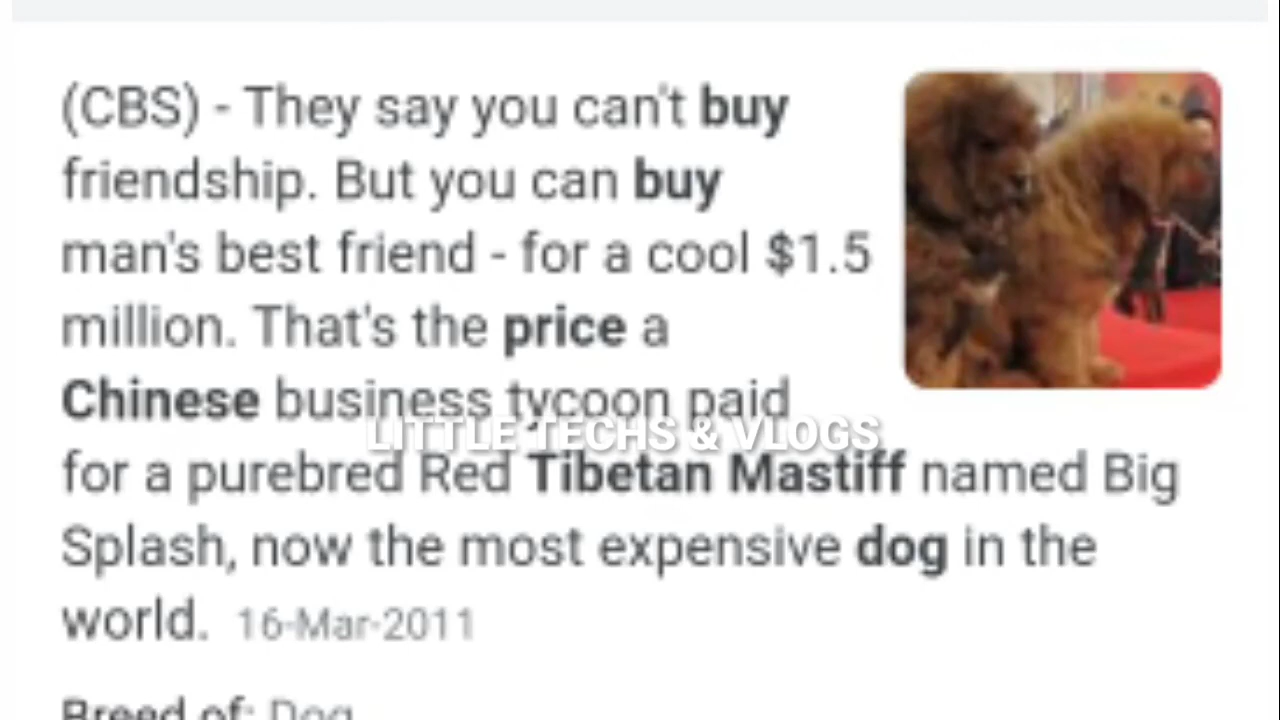 (CBS) - They say you can't buy
friendship. But you can buy
man's best friend - for a cool $1.5
million. That's the price a
Chinese business tycoon paid
LITTLE TECHS & VLOGS
for a purebred Red Tibetan Mastiff named Big
Splash, now the most expensive dog in the
world. 16-Mar-2011
Breed of: Dog